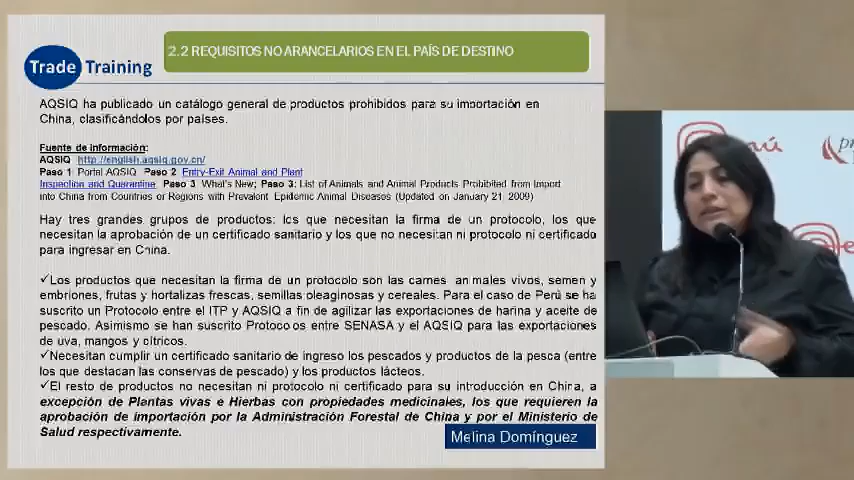 2.2 REQUISITOS NO ARANCELARIOS EN EL PAÍS DE DESTINO
Trade Training
AQSIQ ha publicado un catálogo general de productos prohibidos para su importación en
China, clasificándolos por países.
Fuente de información:
AQSIQ http://english.aqsiq.gov.cn/
Paso 1 Portal AQSIQ Paso 2 Entry-Exit Animal and Plant
Inspection and Quarantine Paso 3 What's New; Paso 3: List of Animals and Animal Products Prohibited from Import
into China from Countries or Regions with Prevalent Epidemic Animal Diseases (Updated on January 21, 2009)
Hay tres grandes grupos de productos: los que necesitan la firma de un protocolo, los que
necesitan la aprobación de un certificado sanitario y los que no necesitan ni protocolo ni certificado
para ingresar en China.
✓Los productos que necesitan la firma de un protocolo son las carnes animales vivos, semen y
embriones, frutas y hortalizas frescas, semillas oleaginosas y cereales. Para el caso de Perú se ha
suscrito un Protocolo entre el ITP y AQSIQ a fin de agilizar las exportaciones de harina y aceite de
pescado. Asimismo se han suscrito Protocolos entre SENASA y el AQSIQ para las exportaciones
de uva, mangos y cítricos.
✓Necesitan cumplir un certificado sanitario de ingreso los pescados y productos de la pesca (entre
los que destacan las conservas de pescado) y los productos lácteos.
✓El resto de productos no necesitan ni protocolo ni certificado para su introducción en China, a
excepción de Plantas vivas e Hierbas con propiedades medicinales, los que requieren la
aprobación de importación por la Administración Forestal de China y por el Ministerio de
Salud respectivamente.
Melina Domínguez